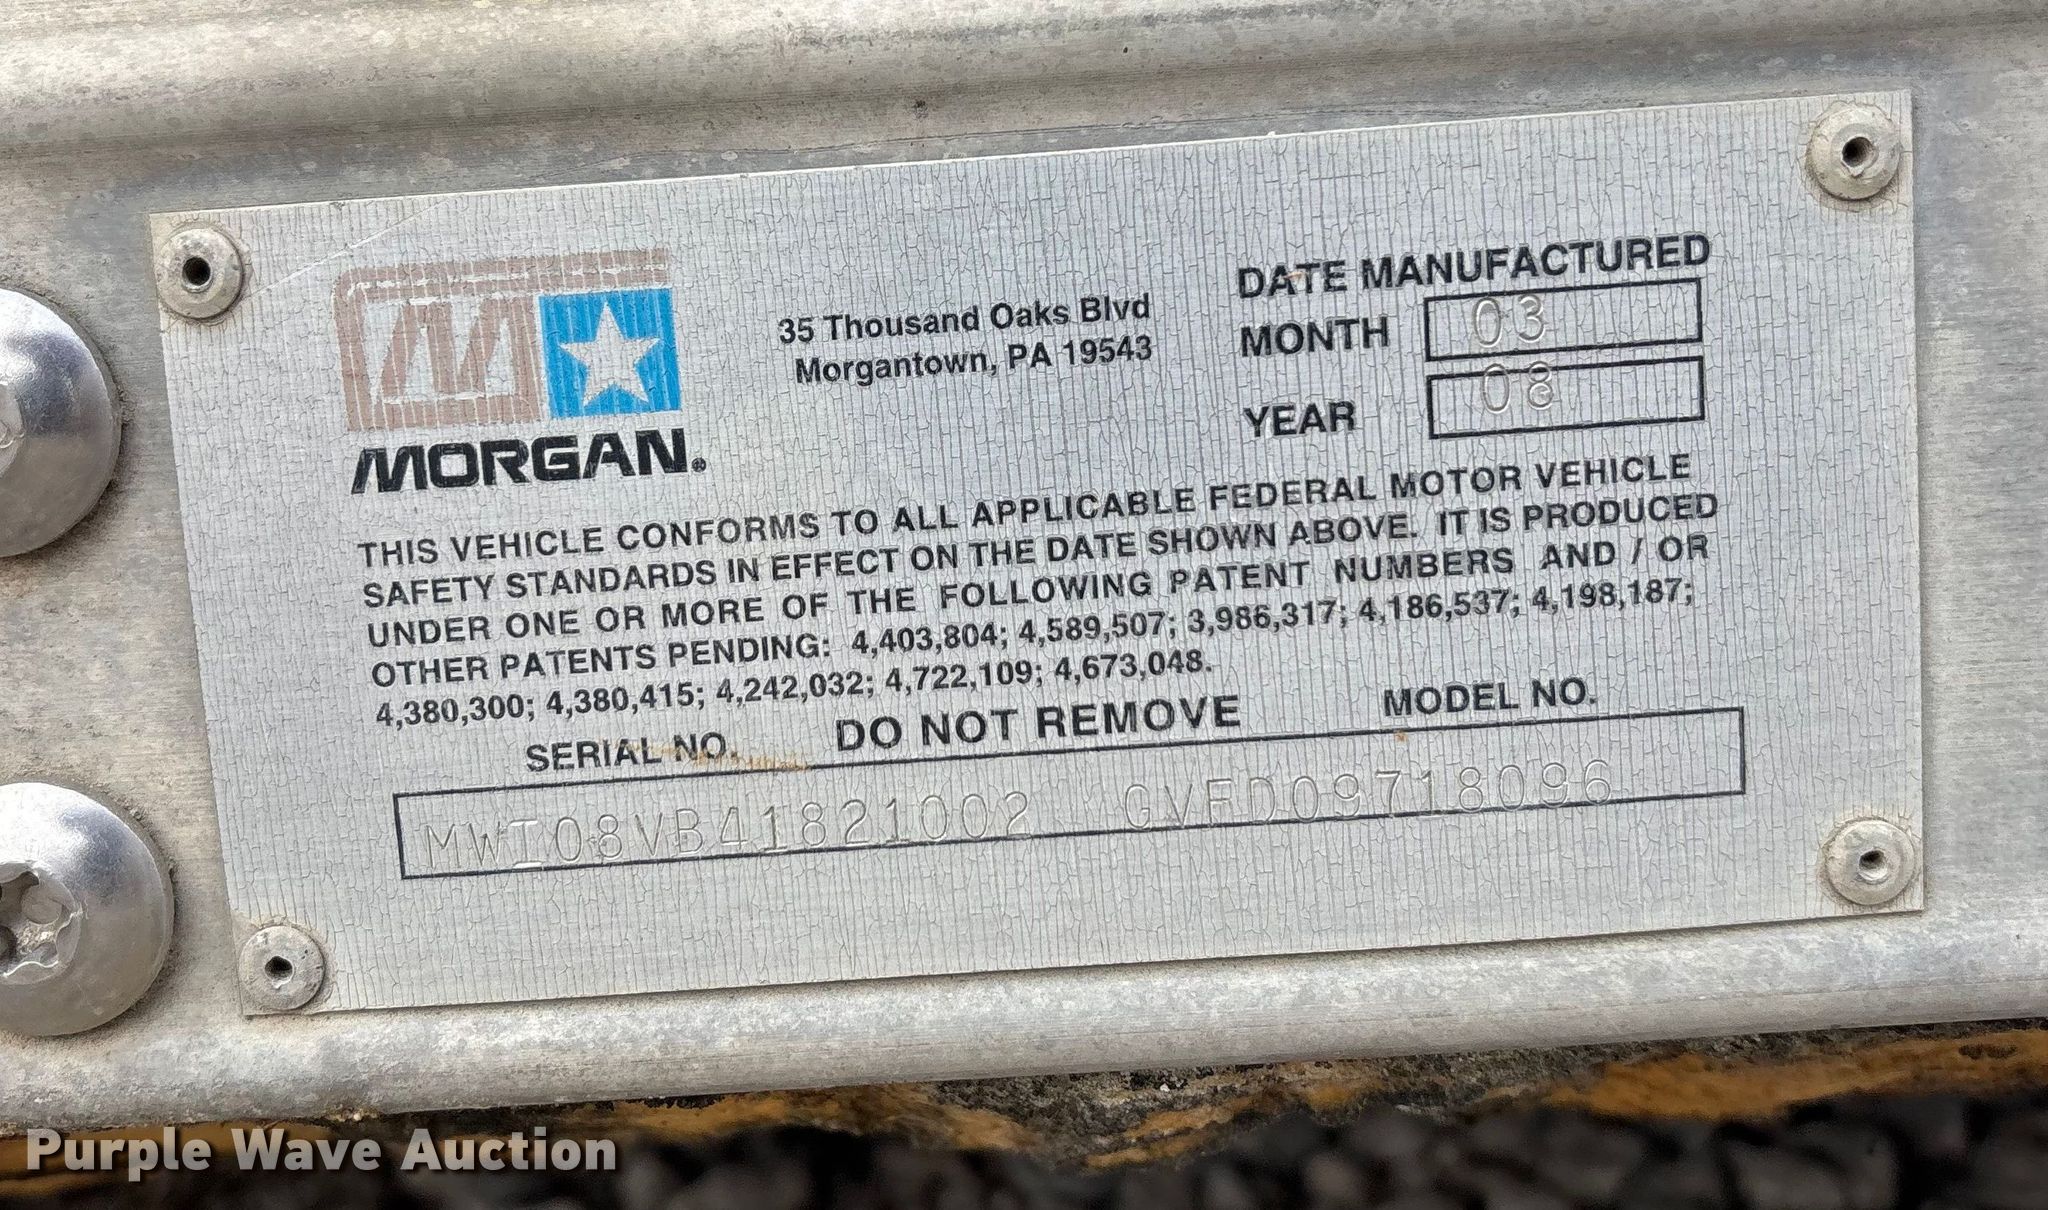 35 Thousand Oaks Blvd
Morgantown, PA 19543
DATE MANUFACTURED
MONTH 03
YEAR 08
MORGAN®
THIS VEHICLE CONFORMS TO ALL APPLICABLE FEDERAL MOTOR VEHICLE
SAFETY STANDARDS IN EFFECT ON THE DATE SHOWN ABOVE. IT IS PRODUCED
UNDER ONE OR MORE OF THE FOLLOWING PATENT NUMBERS AND / OR
OTHER PATENTS PENDING: 4,403,804; 4,589,507; 3,986,317; 4,186,537; 4,198,187;
4,380,300; 4,380,415; 4,242,032; 4,722,109; 4,673,048.
SERIAL NO. DO NOT REMOVE MODEL NO.
MWI08VB41821002 GVFD09718096
Purple Wave Auction